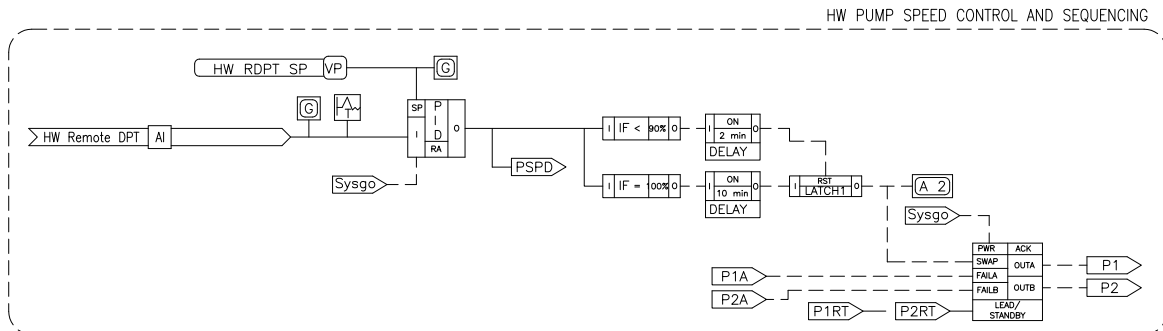 HW PUMP SPEED CONTROL AND SEQUENCING
HW RDPT SP VP
G
G
T
HW Remote DPT AI
SP PID
I O
RA
Sysgo
PSPD
I IF < 90% O
I ON O
2 min
DELAY
I IF = 100% O
I ON O
10 min
DELAY
I RST O
LATCH1
A 2
Sysgo
PWR ACK
SWAP OUTA
FAILA
FAILB OUTB
LEAD/
STANDBY
P1A
P2A
P1RT
P2RT
P1
P2